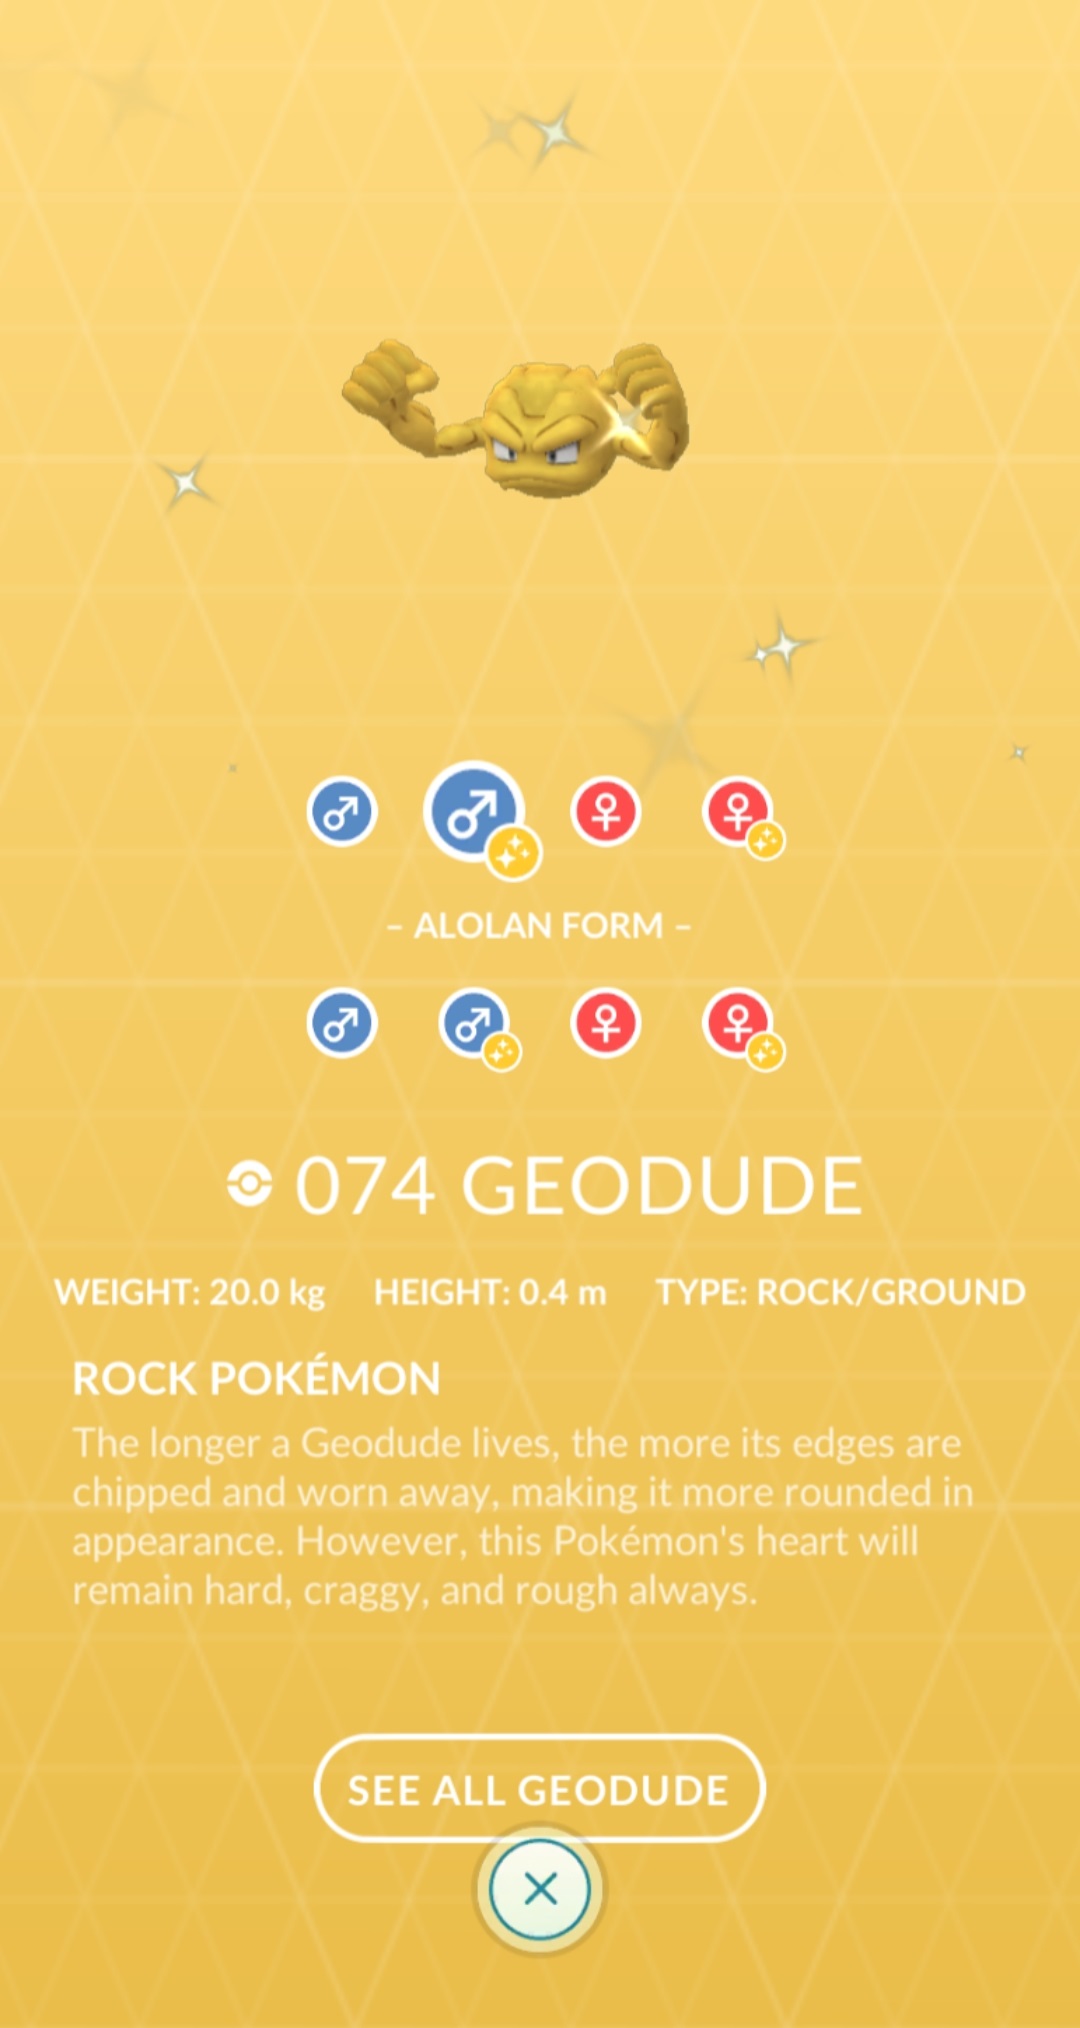 – ALOLAN FORM –
074 GEODUDE
WEIGHT: 20.0 kg HEIGHT: 0.4 m TYPE: ROCK/GROUND
ROCK POKÉMON
The longer a Geodude lives, the more its edges are
chipped and worn away, making it more rounded in
appearance. However, this Pokémon's heart will
remain hard, craggy, and rough always.
SEE ALL GEODUDE